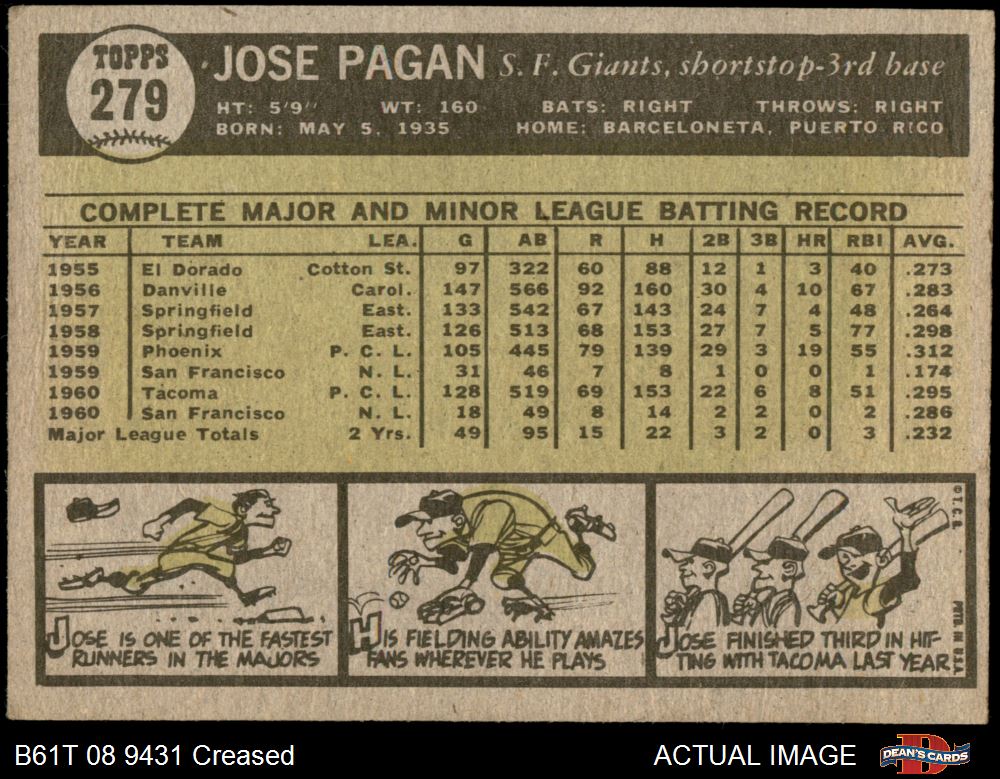 TOPPS
279
JOSE PAGAN S. F. Giants, shortstop-3rd base
HT: 5'9" WT: 160 BATS: RIGHT THROWS: RIGHT
BORN: MAY 5, 1935 HOME: BARCELONETA, PUERTO RICO
COMPLETE MAJOR AND MINOR LEAGUE BATTING RECORD
YEAR TEAM LEA. G AB R H 2B 3B HR RBI AVG.
1955 El Dorado Cotton St. 97 322 60 88 12 1 3 40 .273
1956 Danville Carol. 147 566 92 160 30 4 10 67 .283
1957 Springfield East. 133 542 67 143 24 7 4 48 .264
1958 Springfield East. 126 513 68 153 27 7 5 77 .298
1959 Phoenix P. C. L. 105 445 79 139 29 3 19 55 .312
1959 San Francisco N. L. 31 46 7 8 1 0 0 1 .174
1960 Tacoma P. C. L. 128 519 69 153 22 6 8 51 .295
1960 San Francisco N. L. 18 49 8 14 2 2 0 2 .286
Major League Totals 2 Yrs. 49 95 15 22 3 2 0 3 .232
JOSE IS ONE OF THE FASTEST
RUNNERS IN THE MAJORS
HIS FIELDING ABILITY AMAZES
FANS WHEREVER HE PLAYS
JOSE FINISHED THIRD IN HIT-
TING WITH TACOMA LAST YEAR
© T.C.G. PRTD. IN U.S.A.
B61T 08 9431 Creased
ACTUAL IMAGE
D
DEAN'S CARDS